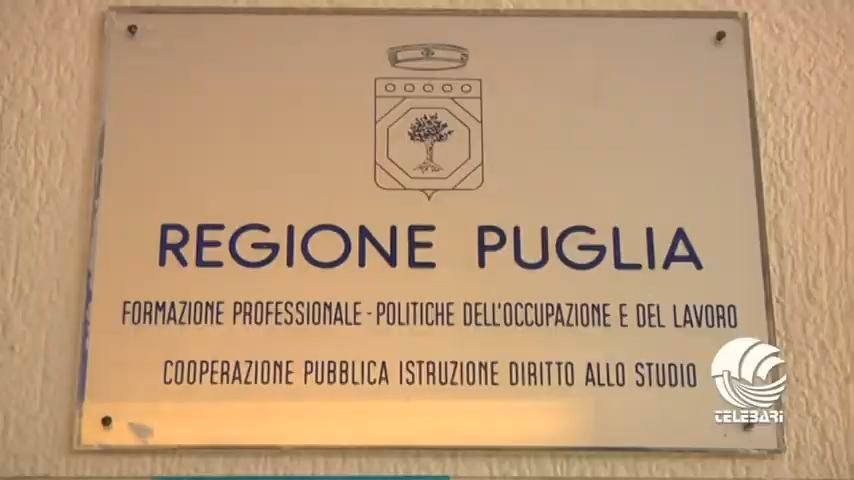 REGIONE PUGLIA
FORMAZIONE PROFESSIONALE - POLITICHE DELL'OCCUPAZIONE E DEL LAVORO
COOPERAZIONE PUBBLICA ISTRUZIONE DIRITTO ALLO STUDIO
TELEBARI